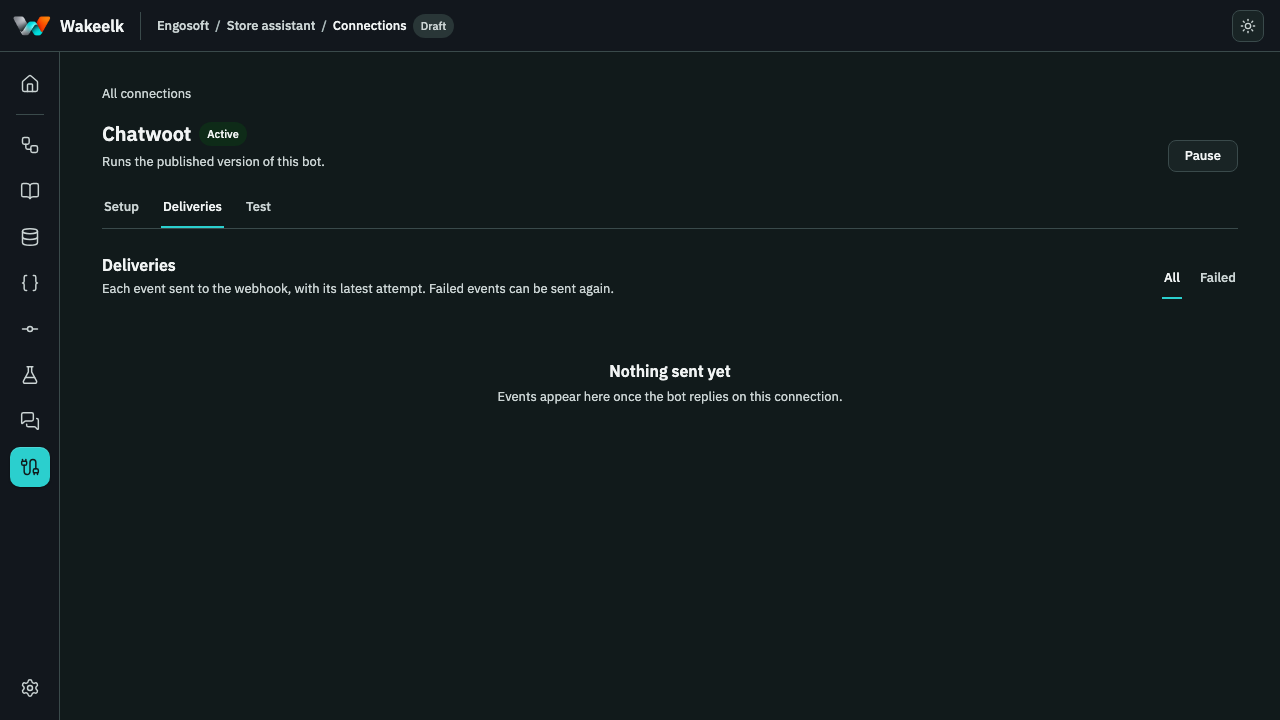 Wakeelk
Engosoft / Store assistant / Connections Draft
All connections
Chatwoot Active
Runs the published version of this bot.
Pause
Setup Deliveries Test
Deliveries
Each event sent to the webhook, with its latest attempt. Failed events can be sent again.
All Failed
Nothing sent yet
Events appear here once the bot replies on this connection.